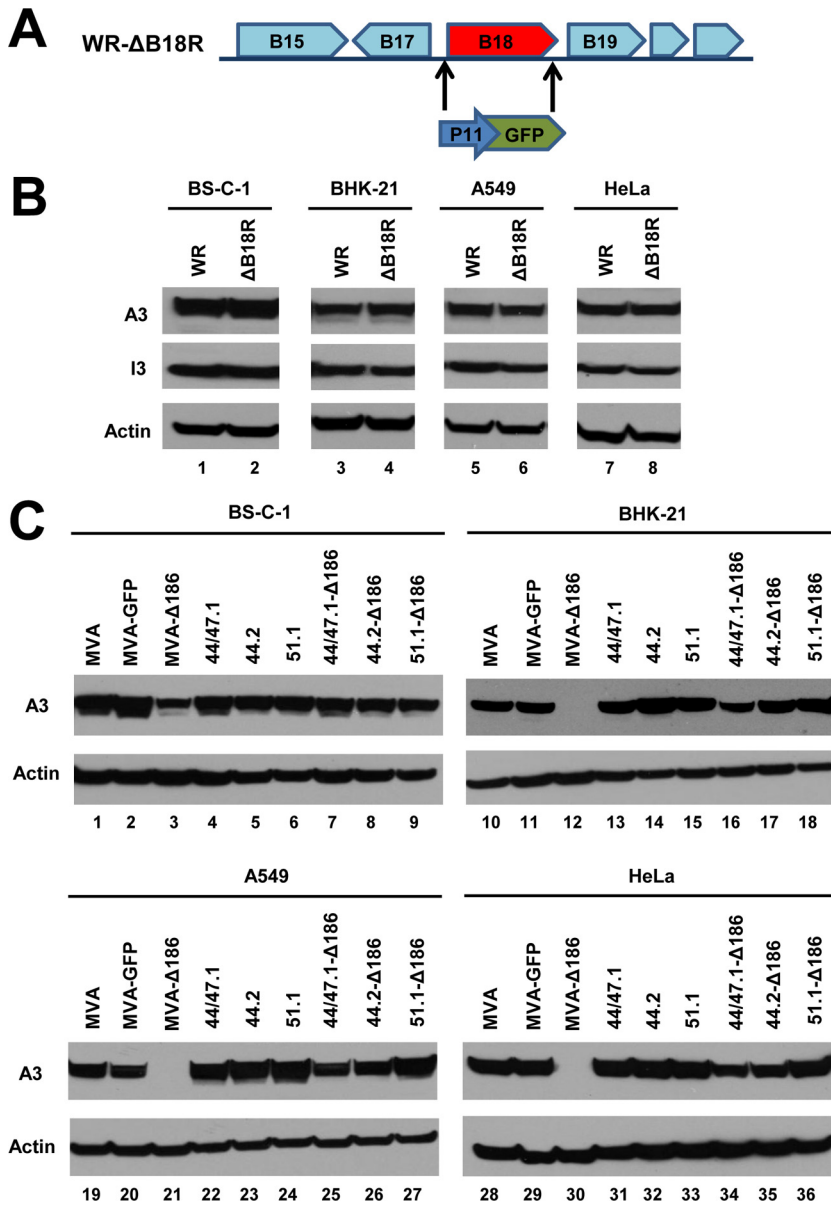 A
WR-ΔB18R
B15
B17
B18
B19
P11
GFP
B
BS-C-1
BHK-21
A549
HeLa
WR
ΔB18R
WR
ΔB18R
WR
ΔB18R
WR
ΔB18R
A3
I3
Actin
1 2 3 4 5 6 7 8
C
BS-C-1
BHK-21
MVA
MVA-GFP
MVA-Δ186
44/47.1
44.2
51.1
44/47.1-Δ186
44.2-Δ186
51.1-Δ186
MVA
MVA-GFP
MVA-Δ186
44/47.1
44.2
51.1
44/47.1-Δ186
44.2-Δ186
51.1-Δ186
A3
Actin
1 2 3 4 5 6 7 8 9 10 11 12 13 14 15 16 17 18
A549
HeLa
MVA
MVA-GFP
MVA-Δ186
44/47.1
44.2
51.1
44/47.1-Δ186
44.2-Δ186
51.1-Δ186
MVA
MVA-GFP
MVA-Δ186
44/47.1
44.2
51.1
44/47.1-Δ186
44.2-Δ186
51.1-Δ186
A3
A3
Actin
Actin
19 20 21 22 23 24 25 26 27 28 29 30 31 32 33 34 35 36